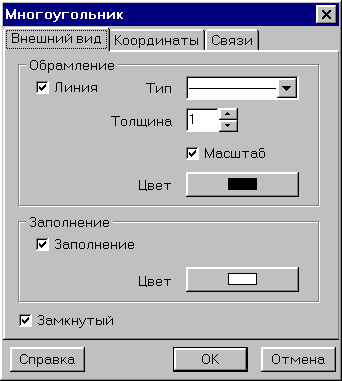 Многоугольник
Внешний вид Координаты Связи
Обрамление
Линия Тип
Толщина 1
Масштаб
Цвет
Заполнение
Заполнение
Цвет
Замкнутый
Справка OK Отмена